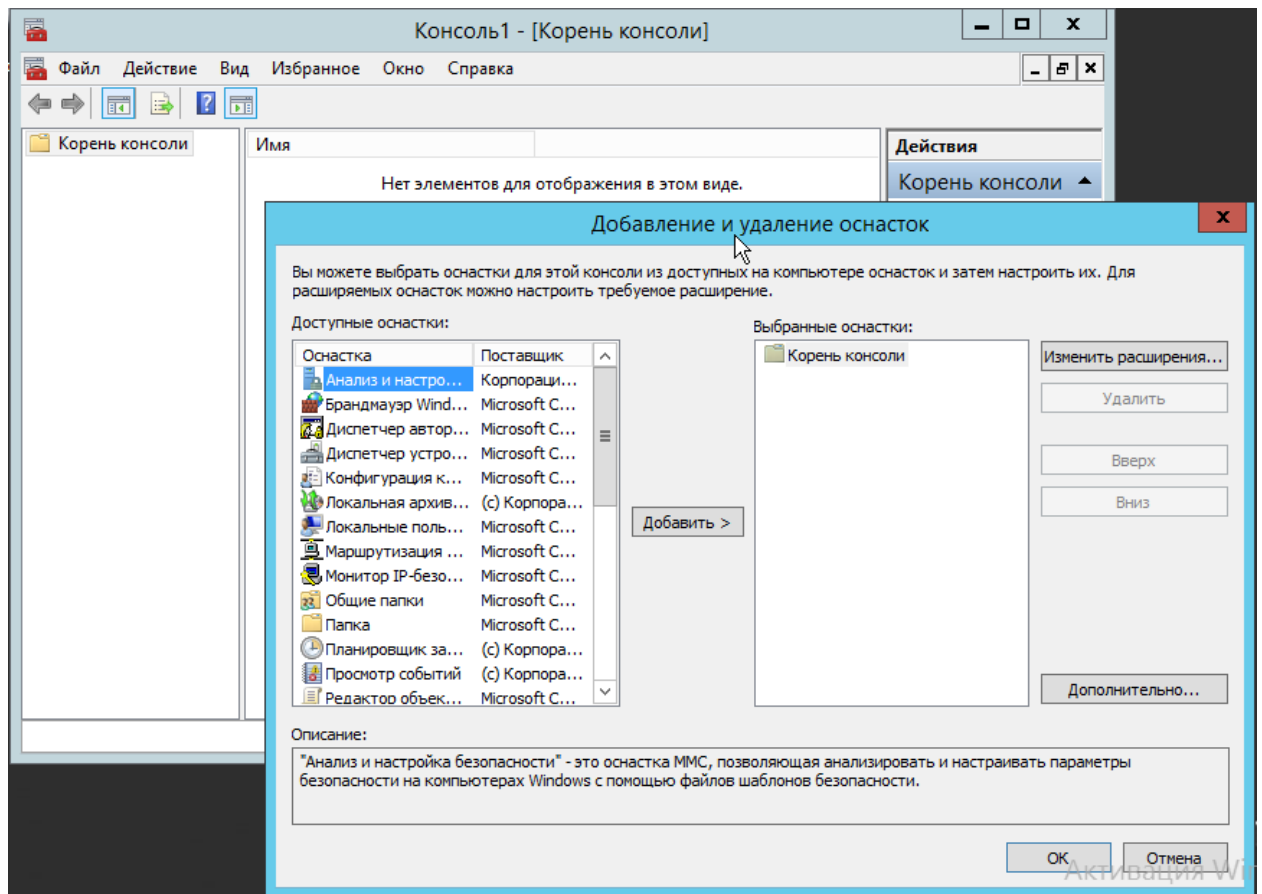 Консоль1 - [Корень консоли]
Файл Действие Вид Избранное Окно Справка
Корень консоли
Имя
Действия
Нет элементов для отображения в этом виде.
Корень консоли
Добавление и удаление оснасток
Вы можете выбрать оснастки для этой консоли из доступных на компьютере оснасток и затем настроить их. Для
расширяемых оснасток можно настроить требуемое расширение.
Доступные оснастки:
Оснастка Поставщик
Анализ и настро... Корпораци...
Брандмауэр Wind... Microsoft C...
Диспетчер автор... Microsoft C...
Диспетчер устро... Microsoft C...
Конфигурация к... Microsoft C...
Локальная архив... (c) Корпора...
Локальные поль... Microsoft C...
Маршрутизация ... Microsoft C...
Монитор IP-безо... Microsoft C...
Общие папки Microsoft C...
Папка Microsoft C...
Планировщик за... (c) Корпора...
Просмотр событий (c) Корпора...
Редактор объек... Microsoft C...
Добавить >
Выбранные оснастки:
Корень консоли
Изменить расширения...
Удалить
Вверх
Вниз
Дополнительно...
Описание:
"Анализ и настройка безопасности" - это оснастка MMC, позволяющая анализировать и настраивать параметры
безопасности на компьютерах Windows с помощью файлов шаблонов безопасности.
ОК Отмена
Активация Wi